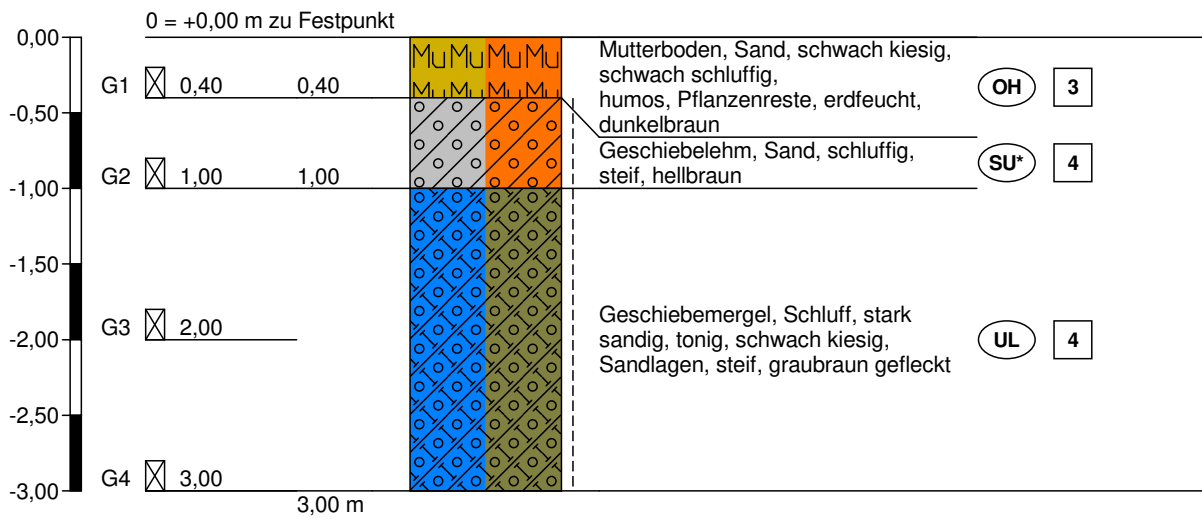 0 = +0,00 m zu Festpunkt
0,00
Mu Mu Mu Mu
Mutterboden, Sand, schwach kiesig,
schwach schluffig,
humos, Pflanzenreste, erdfeucht,
dunkelbraun
G1 0,40 0,40
Mu Mu Mu Mu
OH 3
-0,50
Geschiebelehm, Sand, schluffig,
steif, hellbraun
SU* 4
G2 1,00 1,00
-1,00
-1,50
G3 2,00
-2,00
Geschiebemergel, Schluff, stark
sandig, tonig, schwach kiesig,
Sandlagen, steif, graubraun gefleckt
UL 4
-2,50
G4 3,00
-3,00
3,00 m